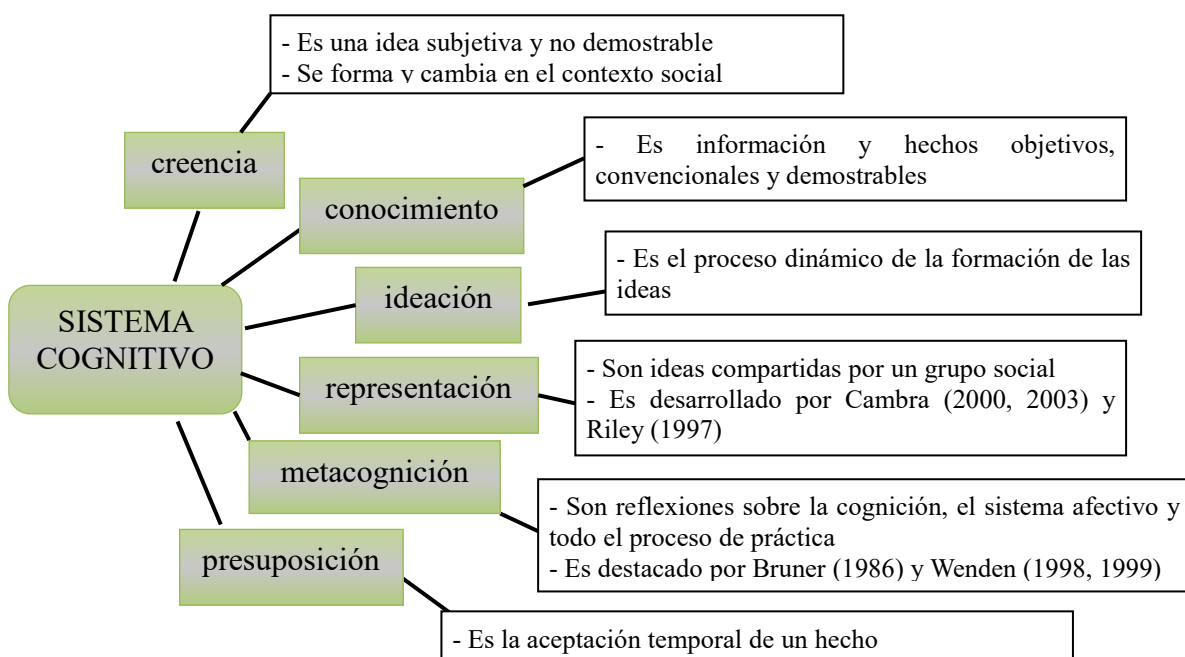 - Es una idea subjetiva y no demostrable
- Se forma y cambia en el contexto social
creencia
- Es información y hechos objetivos,
convencionales y demostrables
conocimiento
- Es el proceso dinámico de la formación de las
ideas
ideación
SISTEMA
COGNITIVO
- Son ideas compartidas por un grupo social
- Es desarrollado por Cambra (2000, 2003) y
Riley (1997)
representación
metacognición
- Son reflexiones sobre la cognición, el sistema afectivo y
todo el proceso de práctica
- Es destacado por Bruner (1986) y Wenden (1998, 1999)
presuposición
- Es la aceptación temporal de un hecho